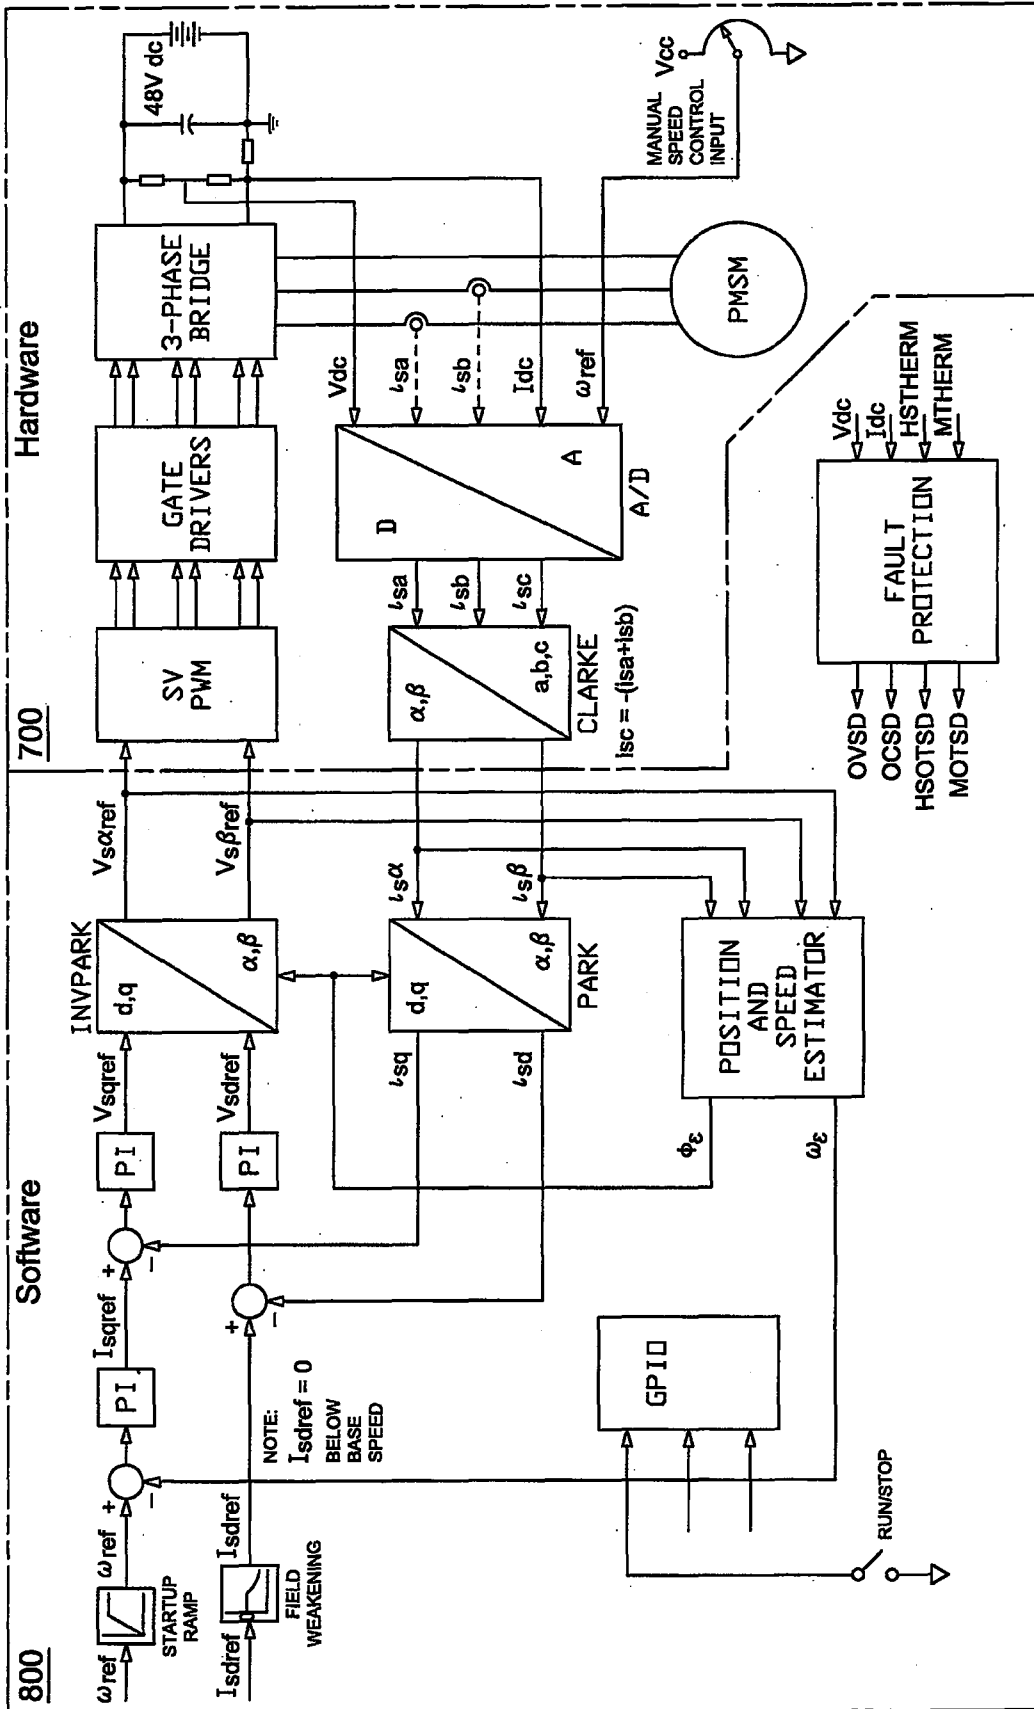 800
Software
700
Hardware
ωref
STARTUP
RAMP
ωref
+
−
PI
Isqref
+
−
PI
Vsqref
INVPARK
d,q
α,β
Vsαref
Vsβref
SV
PWM
GATE
DRIVERS
3-PHASE
BRIDGE
48V dc
Isdref
FIELD
WEAKENING
Isdref
NOTE:
Isdref = 0
BELOW
BASE
SPEED
+
−
PI
Vsdref
ιsq
ιsd
d,q
α,β
PARK
ιsα
ιsβ
α,β
a,b,c
CLARKE
isc = -(isa+isb)
ιsa
ιsb
ιsc
D
A
A/D
Vdc
ιsa
ιsb
Idc
ωref
MANUAL
SPEED
CONTROL
INPUT
Vcc
PMSM
ϕε
ωε
POSITION
AND
SPEED
ESTIMATOR
GPIO
RUN/STOP
OVSD
OCSD
HSOTSD
MOTSD
FAULT
PROTECTION
Vdc
Idc
HSTHERM
MTHERM